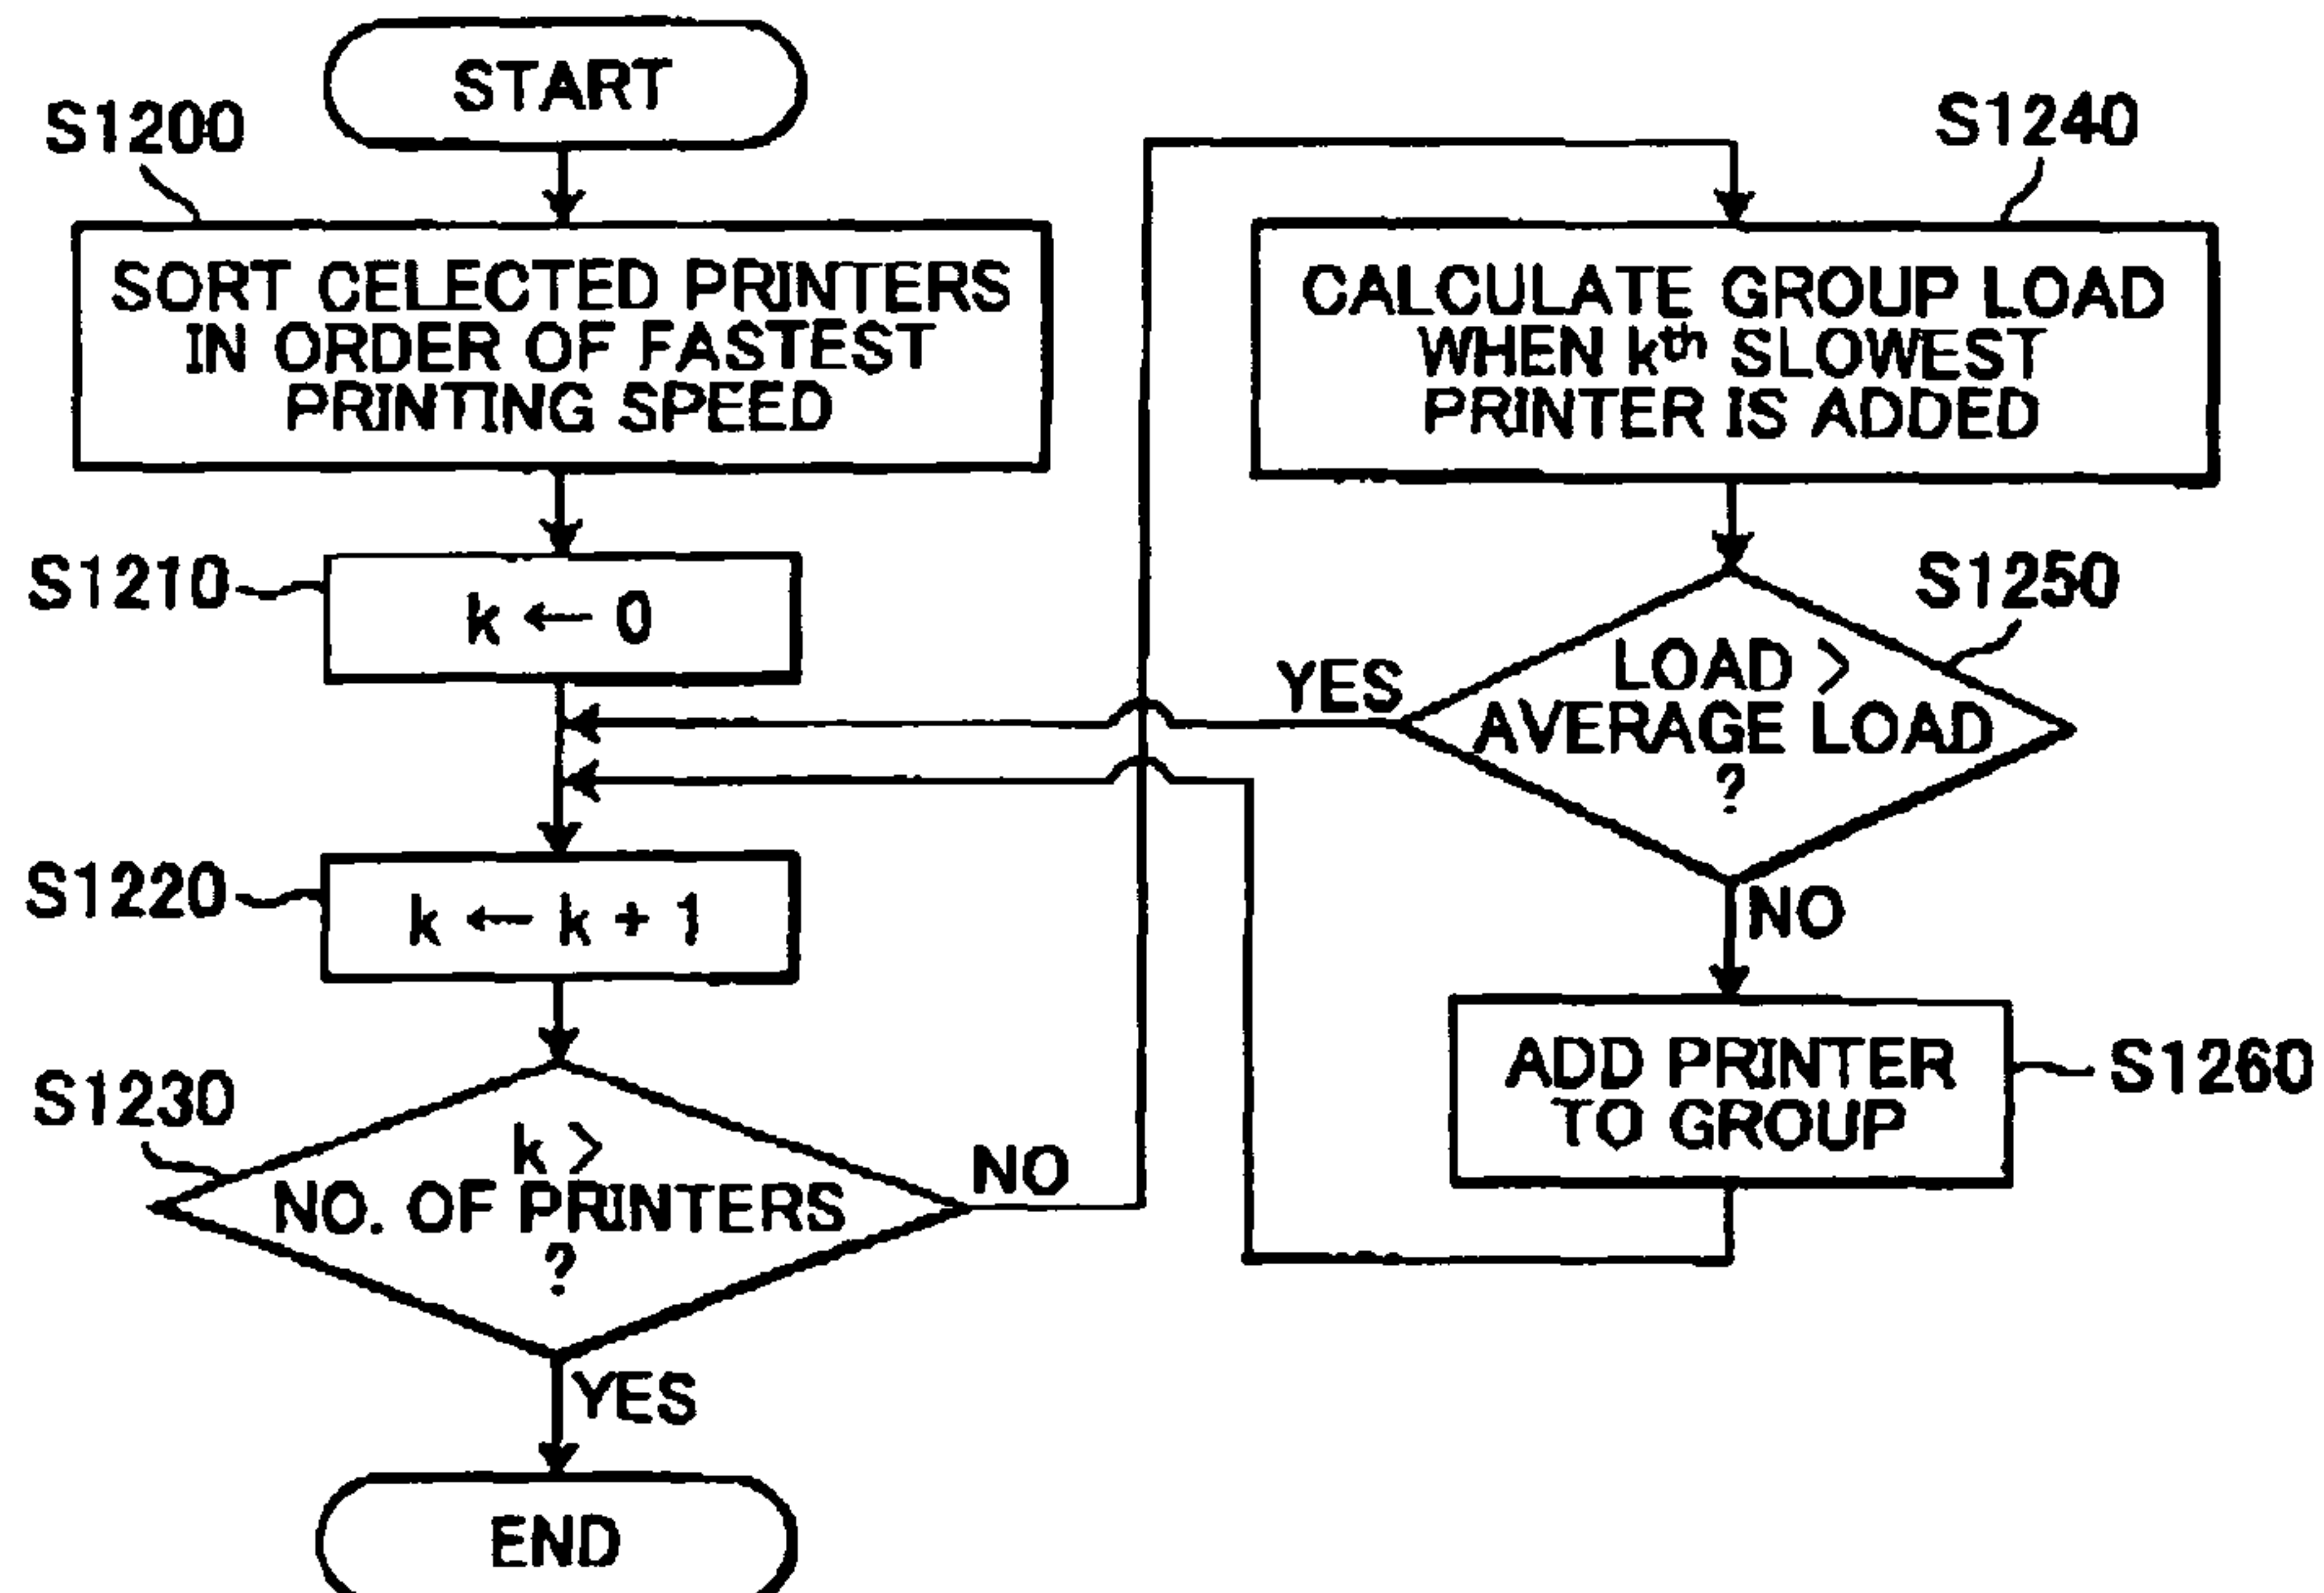 START
S1200
SORT CELECTED PRINTERS
IN ORDER OF FASTEST
PRINTING SPEED
S1210
k ← 0
S1220
k ← k + 1
S1230
k >
NO. OF PRINTERS
?
NO
YES
END
S1240
CALCULATE GROUP LOAD
WHEN kth SLOWEST
PRINTER IS ADDED
S1250
LOAD >
AVERAGE LOAD
?
YES
NO
ADD PRINTER
TO GROUP
S1260